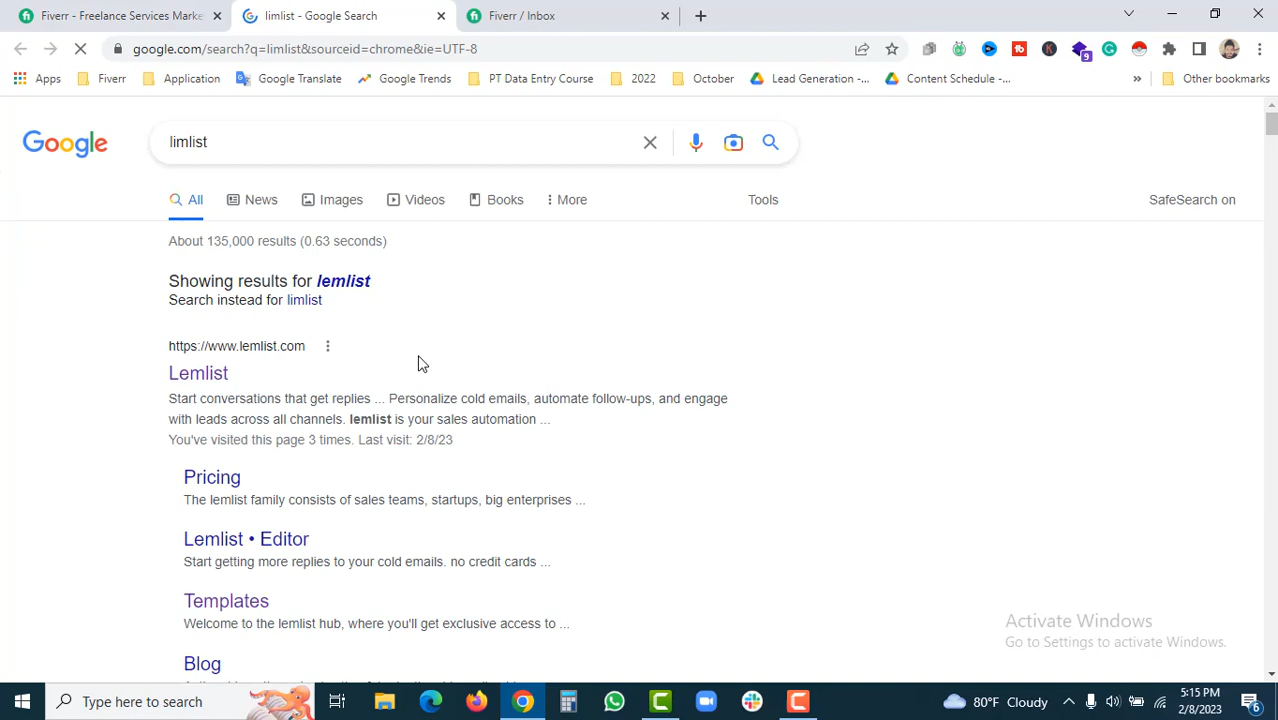 Fiverr - Freelance Services Marke
limlist - Google Search
Fiverr / Inbox
google.com/search?q=limlist&sourceid=chrome&ie=UTF-8
9
Apps
Fiverr
Application
Google Translate
Google Trends
PT Data Entry Course
2022
October
Lead Generation -...
Content Schedule -...
»
Other bookmarks
Google
limlist
All
News
Images
Videos
Books
More
Tools
SafeSearch on
About 135,000 results (0.63 seconds)
Showing results for lemlist
Search instead for limlist
https://www.lemlist.com
Lemlist
Start conversations that get replies ... Personalize cold emails, automate follow-ups, and engage
with leads across all channels. lemlist is your sales automation ...
You've visited this page 3 times. Last visit: 2/8/23
Pricing
The lemlist family consists of sales teams, startups, big enterprises ...
Lemlist • Editor
Start getting more replies to your cold emails. no credit cards ...
Templates
Welcome to the lemlist hub, where you'll get exclusive access to ...
Blog
Activate Windows
Go to Settings to activate Windows.
Type here to search
80°F Cloudy
5:15 PM
2/8/2023
6